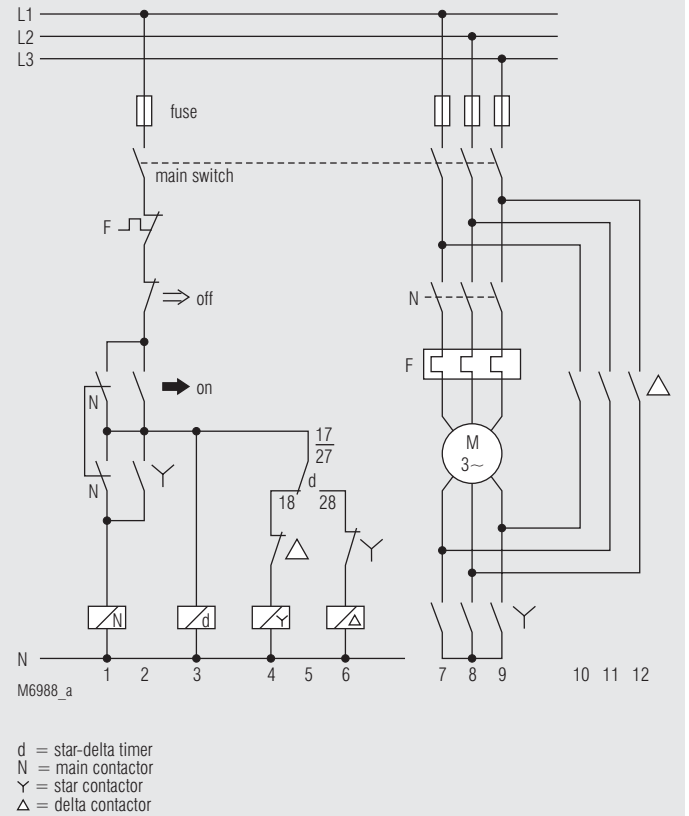 L1
L2
L3
fuse
main switch
F
off
N
F
on
N
17
27
M
3~
N
d
18 28
N d
N
1 2 3 4 5 6 7 8 9 10 11 12
M6988_a
d = star-delta timer
N = main contactor
Y = star contactor
△ = delta contactor